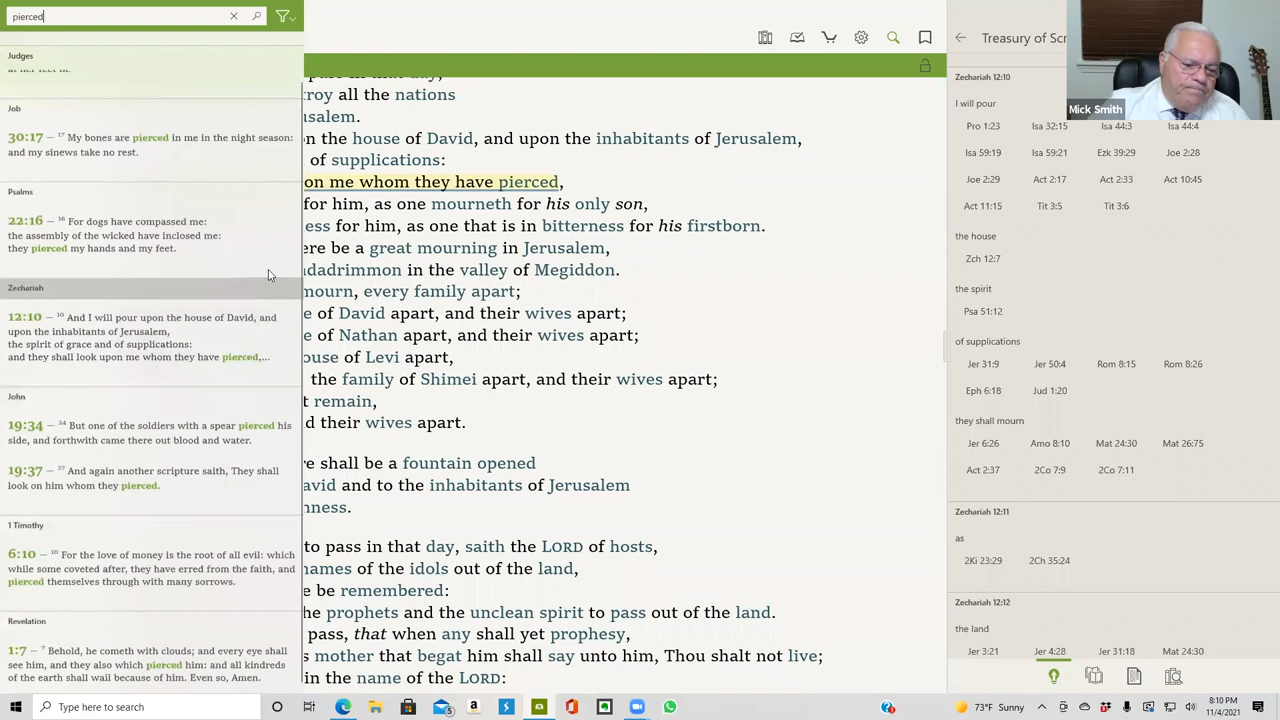 pierced
Judges
at her feet he
Job
30:17 — 17 My bones are pierced in me in the night season:
and my sinews take no rest.
Psalms
22:16 — 16 For dogs have compassed me:
the assembly of the wicked have inclosed me:
they pierced my hands and my feet.
Zechariah
12:10 — 10 And I will pour upon the house of David, and
upon the inhabitants of Jerusalem,
the spirit of grace and of supplications:
and they shall look upon me whom they have pierced,...
John
19:34 — 34 But one of the soldiers with a spear pierced his
side, and forthwith came there out blood and water.
19:37 — 37 And again another scripture saith, They shall
look on him whom they pierced.
1 Timothy
6:10 — 10 For the love of money is the root of all evil: which
while some coveted after, they have erred from the faith, and
pierced themselves through with many sorrows.
Revelation
1:7 — 7 Behold, he cometh with clouds; and every eye shall
see him, and they also which pierced him: and all kindreds
of the earth shall wail because of him. Even so, Amen.
pass in that day,
troy all the nations
usalem.
n the house of David, and upon the inhabitants of Jerusalem,
of supplications:
on me whom they have pierced,
for him, as one mourneth for his only son,
ess for him, as one that is in bitterness for his firstborn.
ere be a great mourning in Jerusalem,
dadrimmon in the valley of Megiddon.
mourn, every family apart;
e of David apart, and their wives apart;
e of Nathan apart, and their wives apart;
ouse of Levi apart,
the family of Shimei apart, and their wives apart;
t remain,
nd their wives apart.
re shall be a fountain opened
avid and to the inhabitants of Jerusalem
nness.
to pass in that day, saith the LORD of hosts,
names of the idols out of the land,
e be remembered:
he prophets and the unclean spirit to pass out of the land.
pass, that when any shall yet prophesy,
s mother that begat him shall say unto him, Thou shalt not live;
in the name of the LORD:
Treasury of Scr
Mick Smith
Zechariah 12:10
I will pour
Pro 1:23 Isa 32:15 Isa 44:3 Isa 44:4
Isa 59:19 Isa 59:21 Ezk 39:29 Joe 2:28
Joe 2:29 Act 2:17 Act 2:33 Act 10:45
Act 11:15 Tit 3:5 Tit 3:6
the house
Zch 12:7
the spirit
Psa 51:12
of supplications
Jer 31:9 Jer 50:4 Rom 8:15 Rom 8:26
Eph 6:18 Jud 1:20
they shall mourn
Jer 6:26 Amo 8:10 Mat 24:30 Mat 26:75
Act 2:37 2Co 7:9 2Co 7:11
Zechariah 12:11
as
2Ki 23:29 2Ch 35:24
Zechariah 12:12
the land
Jer 3:21 Jer 4:28 Jer 31:18 Mat 24:30
Type here to search
73°F Sunny
8:10 PM
11/4/2021